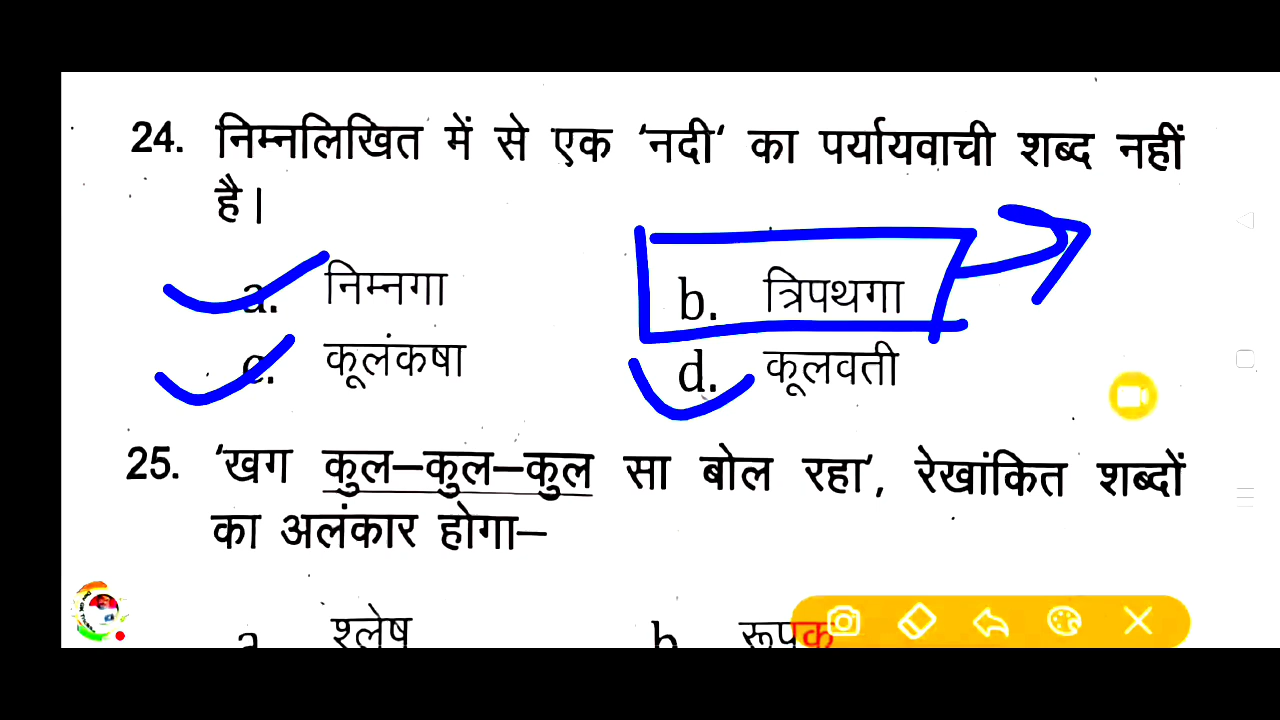 24. निम्नलिखित में से एक ‘नदी‘ का पर्यायवाची शब्द नहीं
है।
a. निम्नगा b. त्रिपथगा
c. कूलंकषा d. कूलवती
25. ‘खग कुल–कुल–कुल सा बोल रहा’, रेखांकित शब्दों
का अलंकार होगा–
a श्लेष b रूपक